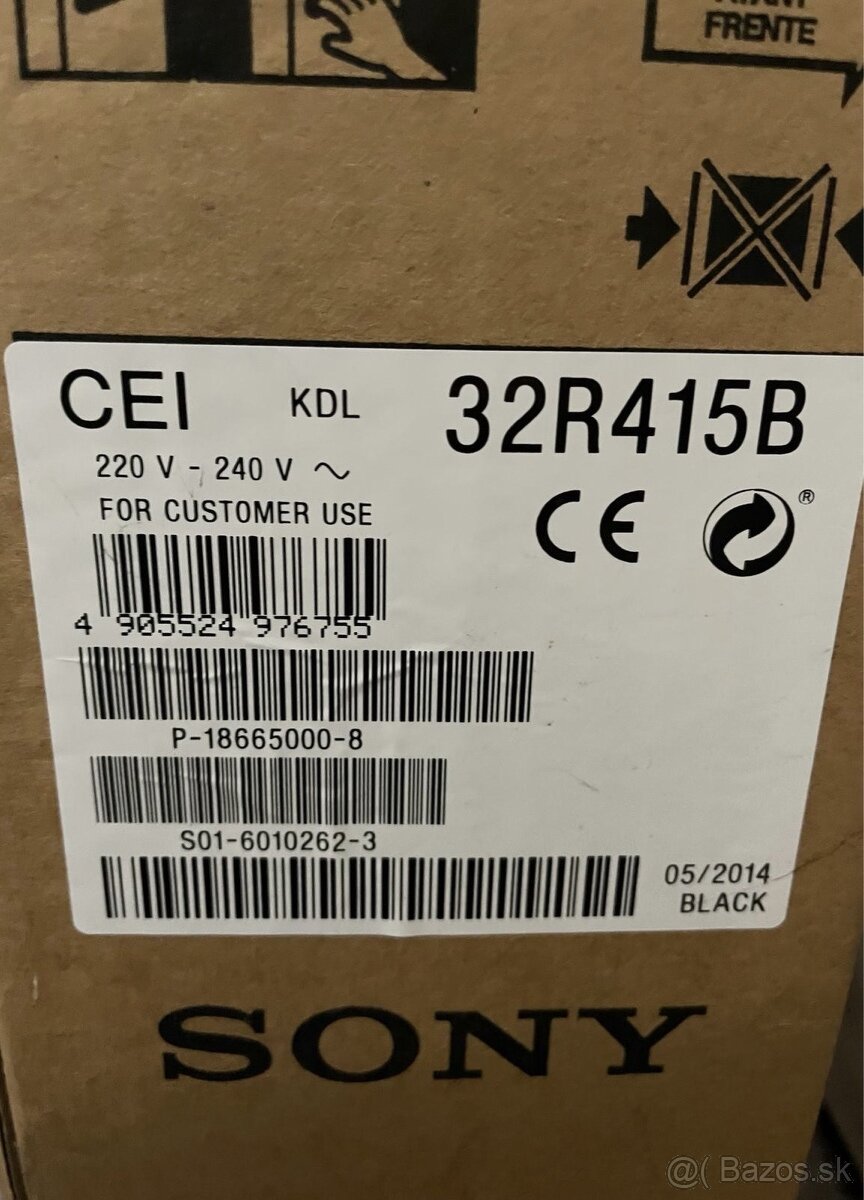 FRENTE
CEI KDL 32R415B
220 V - 240 V ~
FOR CUSTOMER USE
CE ®
4 905524 976755
P-18665000-8
S01-6010262-3
05/2014
BLACK
SONY
@( Bazos.sk